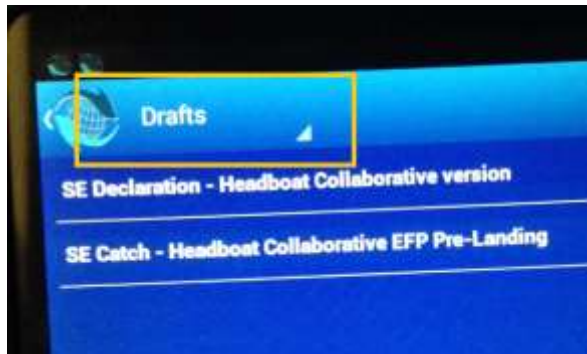 Drafts
SE Declaration - Headboat Collaborative version
SE Catch - Headboat Collaborative EFP Pre-Landing